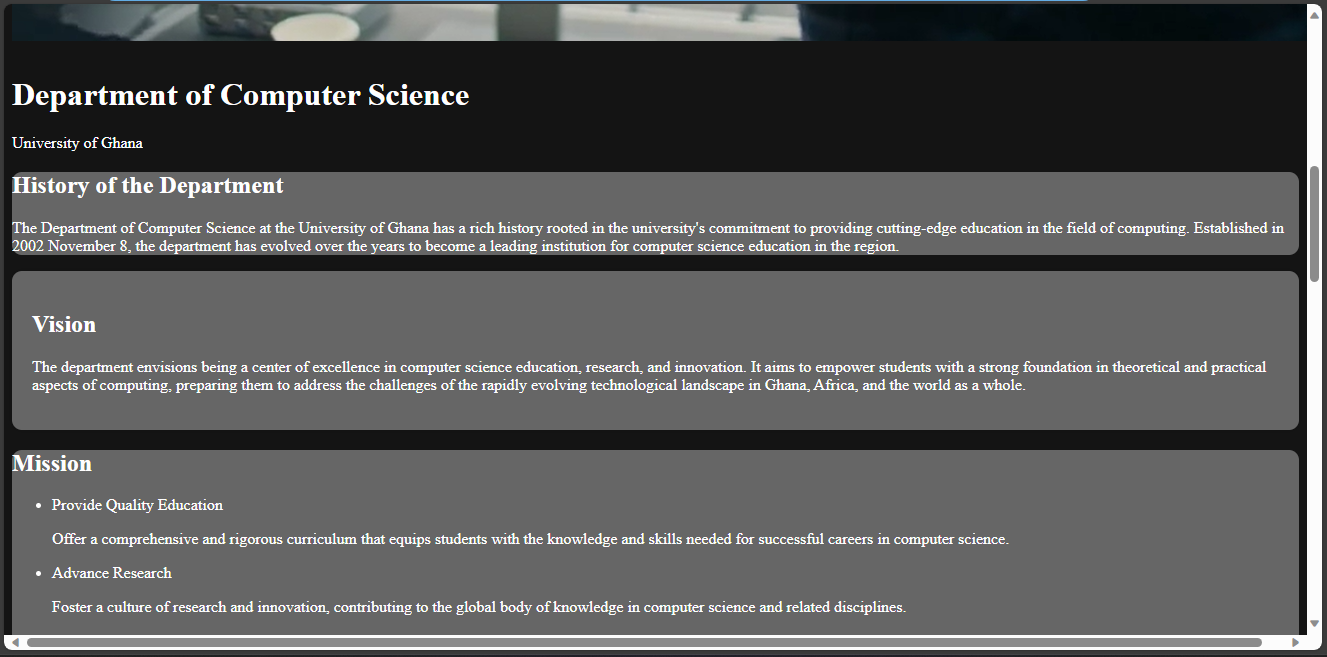 Department of Computer Science
University of Ghana
History of the Department
The Department of Computer Science at the University of Ghana has a rich history rooted in the university's commitment to providing cutting-edge education in the field of computing. Established in
2002 November 8, the department has evolved over the years to become a leading institution for computer science education in the region.
Vision
The department envisions being a center of excellence in computer science education, research, and innovation. It aims to empower students with a strong foundation in theoretical and practical
aspects of computing, preparing them to address the challenges of the rapidly evolving technological landscape in Ghana, Africa, and the world as a whole.
Mission
• Provide Quality Education
Offer a comprehensive and rigorous curriculum that equips students with the knowledge and skills needed for successful careers in computer science.
• Advance Research
Foster a culture of research and innovation, contributing to the global body of knowledge in computer science and related disciplines.